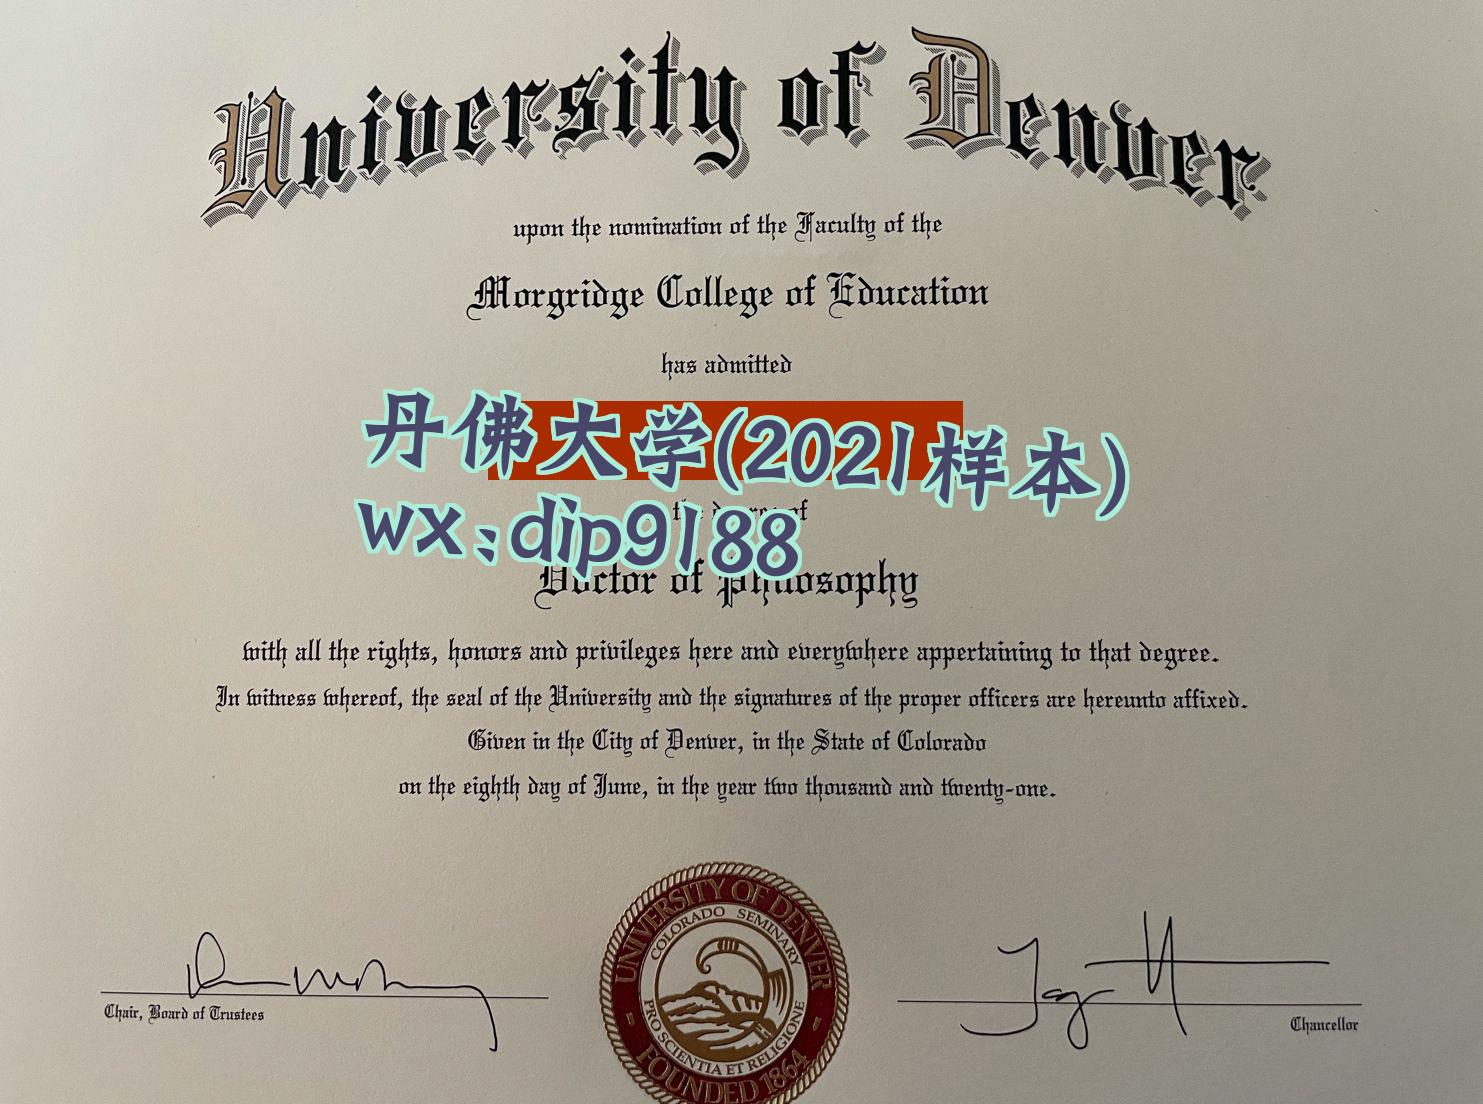 University of Denver
upon the nomination of the Faculty of the
Morgridge College of Education
has admitted
丹佛大学(2021样本)
the degree of
wx:dip9188
Doctor of Philosophy
with all the rights, honors and privileges here and everywhere appertaining to that degree.
In witness whereof, the seal of the University and the signatures of the proper officers are hereunto affixed.
Given in the City of Denver, in the State of Colorado
on the eighth day of June, in the year two thousand and twenty-one.
UNIVERSITY OF DENVER
COLORADO SEMINARY
PRO SCIENTIA ET RELIGIONE
FOUNDED 1864
Chair, Board of Trustees
Chancellor